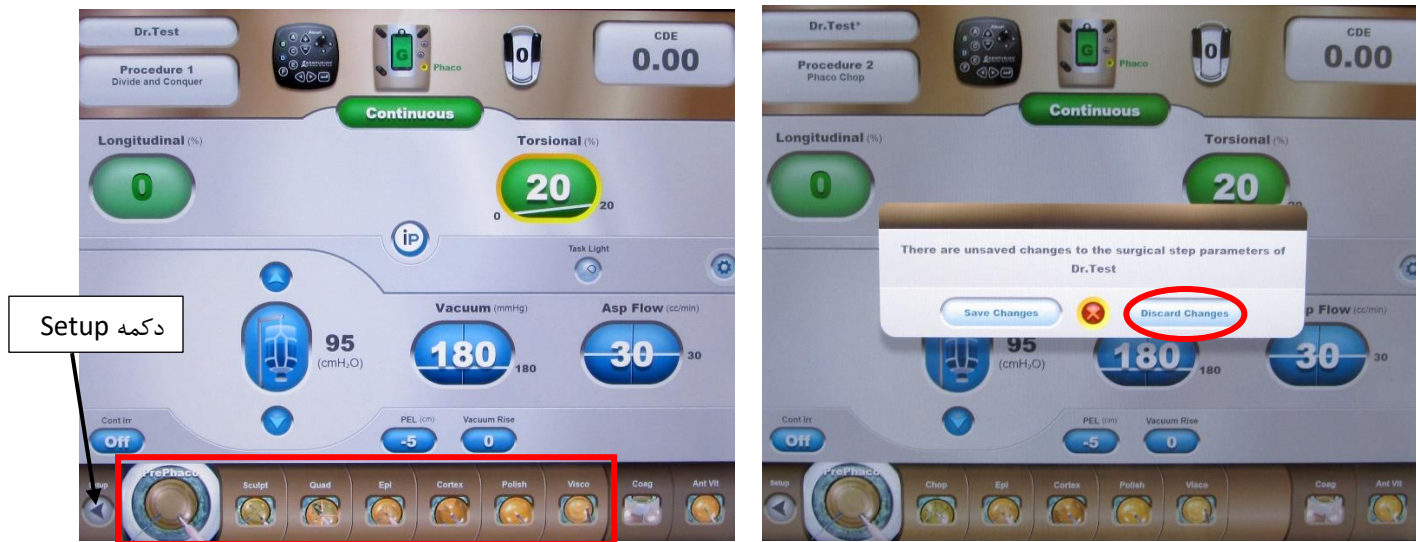 Dr.Test
Procedure 1
Divide and Conquer
G
Phaco
0
CDE
0.00
Continuous
Longitudinal (%)
0
Torsional (%)
20
0
20
iP
Task Light
دکمه Setup
95
(cmH₂O)
Vacuum (mmHg)
180
180
Asp Flow (cc/min)
30
30
Cont Irr
Off
PEL (cm)
-5
Vacuum Rise
0
Setup
PrePhaco
Sculpt
Quad
Epi
Cortex
Polish
Visco
Coag
Ant Vit
Dr.Test*
Procedure 2
Phaco Chop
G
Phaco
0
CDE
0.00
Continuous
Longitudinal (%)
0
Torsional (%)
20
There are unsaved changes to the surgical step parameters of
Dr.Test
Save Changes
Discard Changes
95
(cmH₂O)
180
180
p Flow (cc/min)
30
30
Cont Irr
Off
PEL (cm)
-5
Vacuum Rise
0
Setup
PrePhaco
Chop
Epi
Cortex
Polish
Visco
Coag
Ant Vit